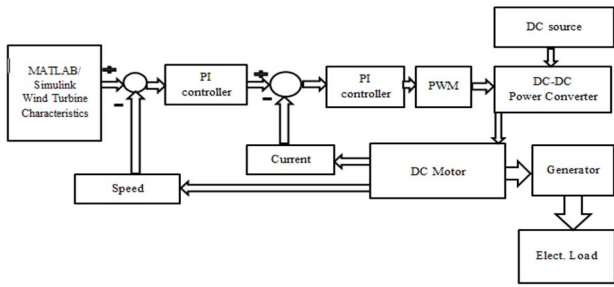 DC source
MATLAB/
Simulink
Wind Turbine
Characteristics
+
-
PI
controller
+
-
PI
controller
PWM
DC-DC
Power Converter
Current
DC Motor
Generator
Speed
Elect. Load